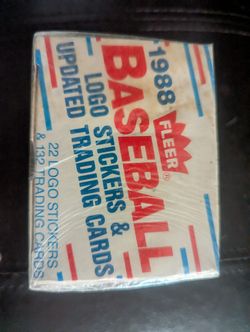 1988 FLEER®
BASEBALL
LOGO STICKERS &
UPDATED TRADING CARDS
22 LOGO STICKERS
& 132 TRADING CARDS